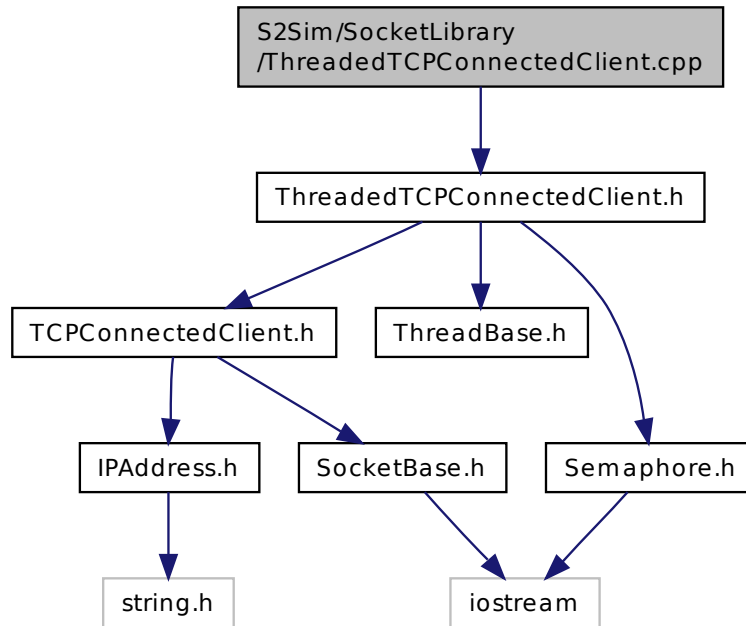 S2Sim/SocketLibrary
/ThreadedTCPConnectedClient.cpp
ThreadedTCPConnectedClient.h
TCPConnectedClient.h
ThreadBase.h
IPAddress.h
SocketBase.h
Semaphore.h
string.h
iostream